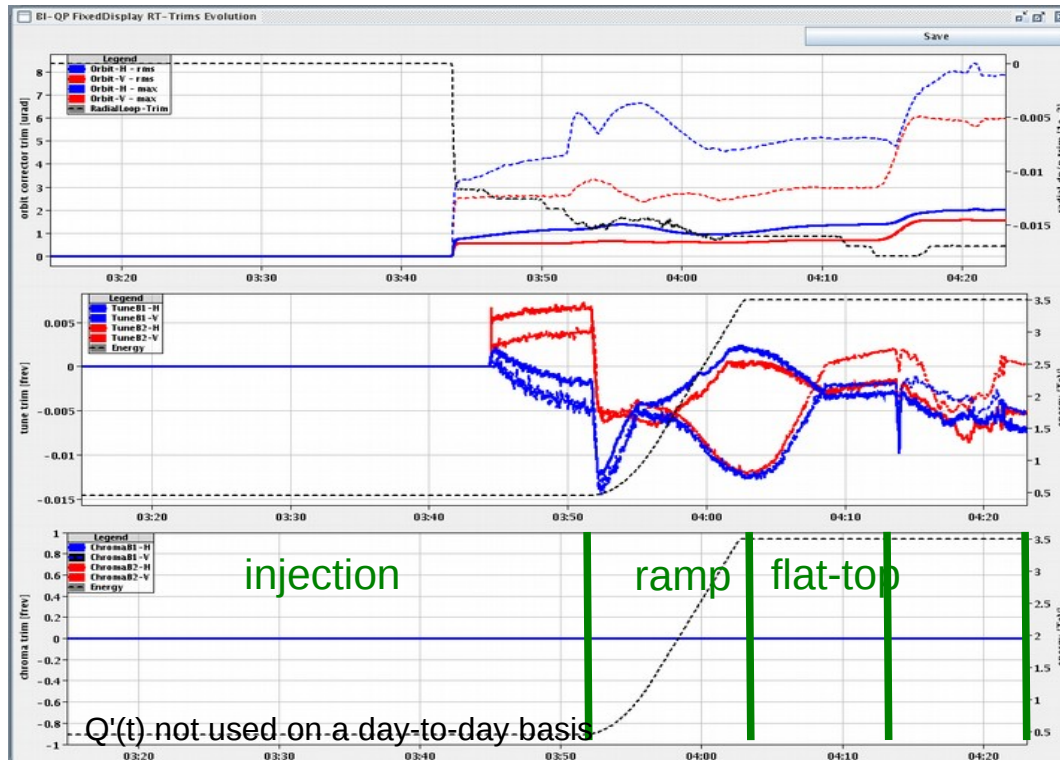 BI-QP FixedDisplay RT-Trims Evolution
Save
Legend
Orbit-H - rms
Orbit-V - rms
Orbit-H - max
Orbit-V - max
RadialLoop-Trim
orbit corrector trim [urad]
8
7
6
5
4
3
2
1
0
0
-0.005
-0.01
-0.015
03:20
03:30
03:40
03:50
04:00
04:10
04:20
Legend
TuneB1-H
TuneB1-V
TuneB2-H
TuneB2-V
Energy
tune trim [frev]
0.005
0
-0.005
-0.01
-0.015
3.5
3
2.5
2
1.5
1
0.5
03:20
03:30
03:40
03:50
04:00
04:10
04:20
Legend
ChromaB1-H
ChromaB1-V
ChromaB2-H
ChromaB2-V
Energy
chroma trim [frev]
1
0.8
0.6
0.4
0.2
0
-0.2
-0.4
-0.6
-0.8
-1
3.5
3
2.5
2
1.5
1
0.5
injection
ramp
flat-top
Q'(t) not used on a day-to-day basis
03:20
03:30
03:40
03:50
04:00
04:10
04:20